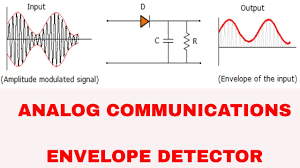 Input
Output
D
C
R
(Amplitude modulated signal)
(Envelope of the input)
ANALOG COMMUNICATIONS
ENVELOPE DETECTOR